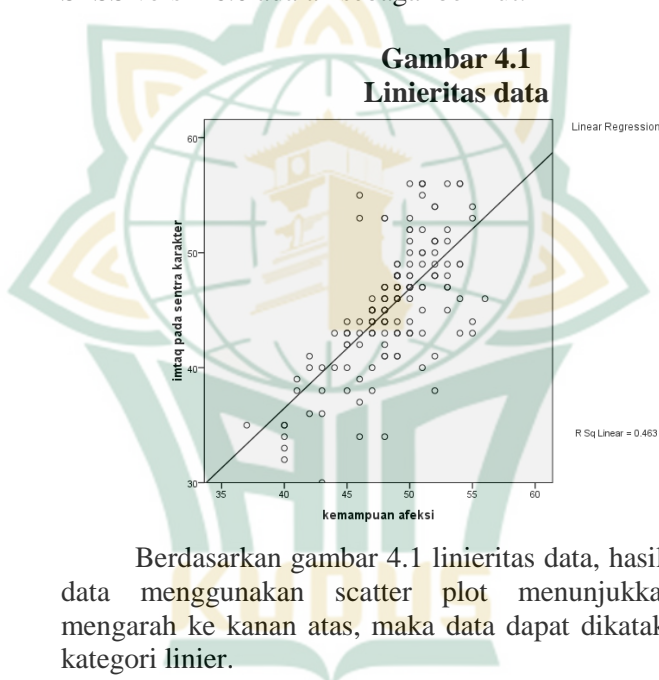 Gambar 4.1
Linieritas data
Linear Regression
60
50
40
30
imtaq pada sentra karakter
35 40 45 50 55 60
kemampuan afeksi
R Sq Linear = 0.463
Berdasarkan gambar 4.1 linieritas data, hasil
data menggunakan scatter plot menunjukka
mengarah ke kanan atas, maka data dapat dikatak
kategori linier.
IAIN
KUDUS